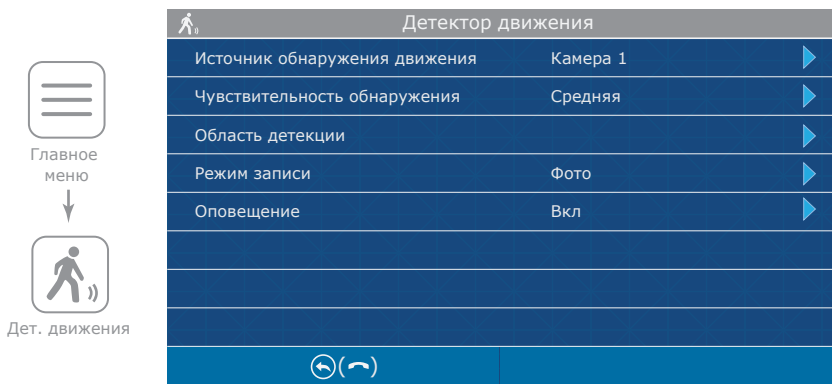 Главное
меню
Дет. движения
Детектор движения
Источник обнаружения движения Камера 1
Чувствительность обнаружения Средняя
Область детекции
Режим записи Фото
Оповещение Вкл